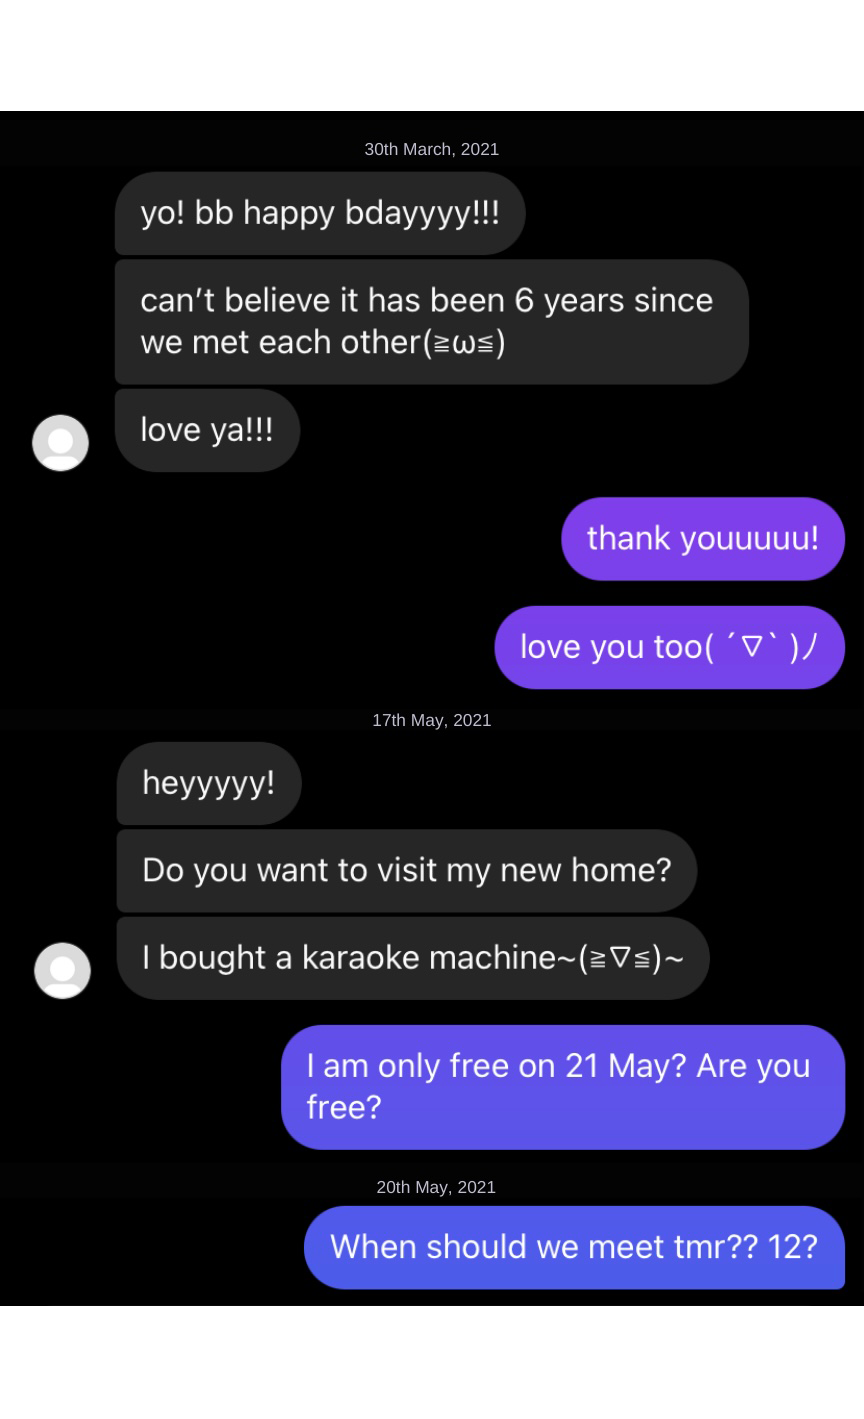 30th March, 2021
yo! bb happy bdayyyy!!!
can’t believe it has been 6 years since
we met each other(≧ω≦)
love ya!!!
thank youuuuu!
love you too( ´∇` )ﾉ
17th May, 2021
heyyyyy!
Do you want to visit my new home?
I bought a karaoke machine~(≧∇≦)~
I am only free on 21 May? Are you
free?
20th May, 2021
When should we meet tmr?? 12?